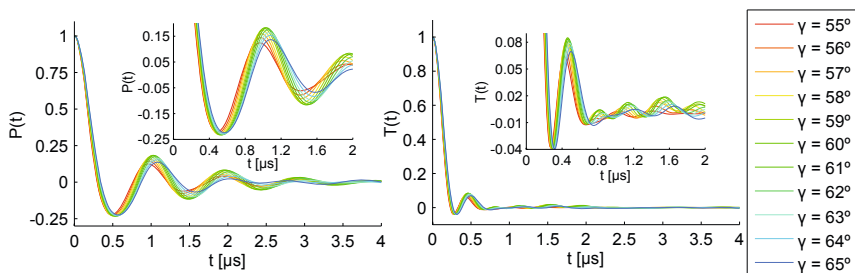 P(t)
1
0.75
0.5
0.25
0
-0.25
0
0.5
1
1.5
2
2.5
3
3.5
4
t [µs]
P(t)
0.15
0.05
-0.05
-0.15
-0.25
0.4
0.8
1.2
1.6
2
t [µs]
T(t)
1
0.8
0.6
0.4
0.2
0
0
0.5
1
1.5
2
2.5
3
3.5
4
t [µs]
T(t)
0.08
0.05
0.02
-0.01
-0.04
0
0.4
0.8
1.2
1.6
2
t [µs]
γ = 55º
γ = 56º
γ = 57º
γ = 58º
γ = 59º
γ = 60º
γ = 61º
γ = 62º
γ = 63º
γ = 64º
γ = 65º